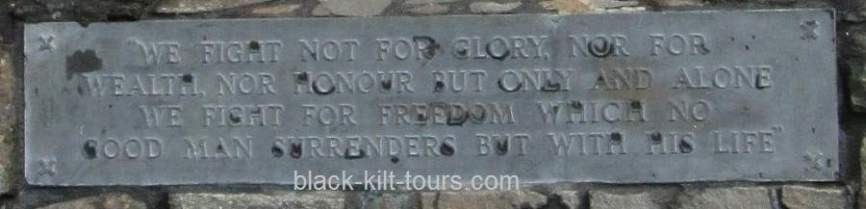 "WE FIGHT NOT FOR GLORY, NOR FOR
WEALTH, NOR HONOUR BUT ONLY AND ALONE
WE FIGHT FOR FREEDOM WHICH NO
GOOD MAN SURRENDERS BUT WITH HIS LIFE"
black-kilt-tours.com